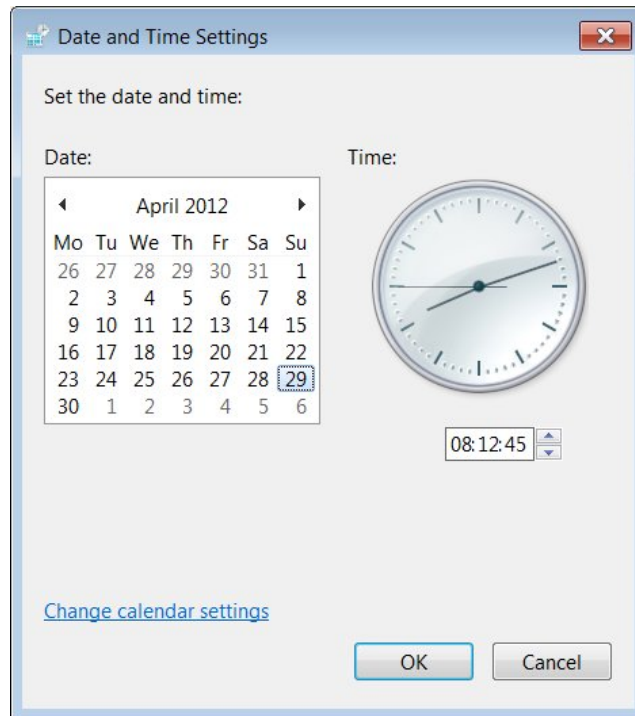 Date and Time Settings
Set the date and time:
Date:
Time:
April 2012
Mo Tu We Th Fr Sa Su
26 27 28 29 30 31 1
2 3 4 5 6 7 8
9 10 11 12 13 14 15
16 17 18 19 20 21 22
23 24 25 26 27 28 29
30 1 2 3 4 5 6
08:12:45
Change calendar settings
OK
Cancel